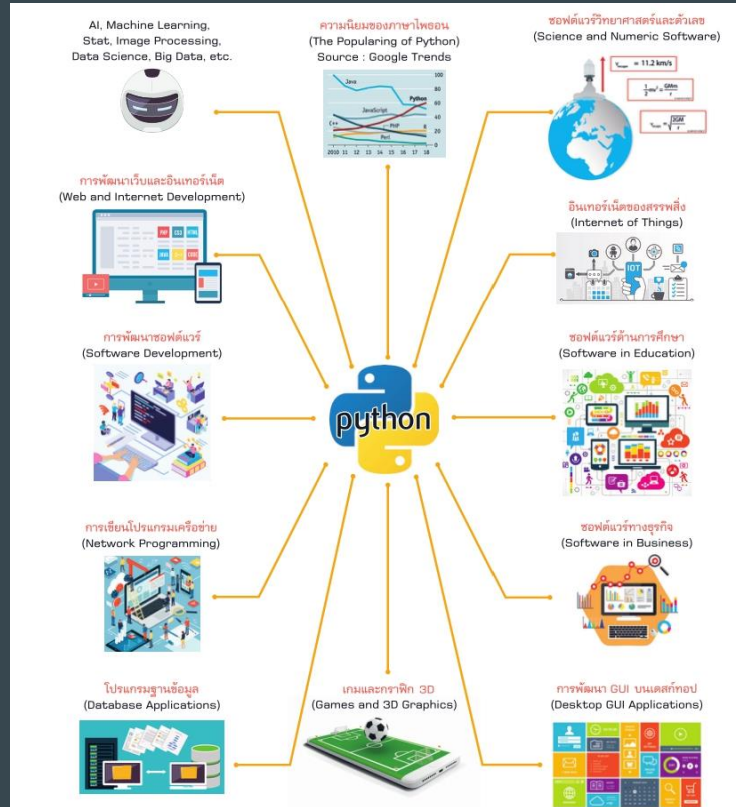 AI, Machine Learning,
Stat, Image Processing,
Data Science, Big Data, etc.
ความนิยมของภาษาไพธอน
(The Popularing of Python)
Source : Google Trends
Java
Python
JavaScript
C++
PHP
R
Perl
100
80
60
40
20
0
2010 11 12 13 14 15 16 17 18
ซอฟต์แวร์วิทยาศาสตร์และตัวเลข
(Science and Numeric Software)
= 11.2 km/s
การพัฒนาเว็บและอินเทอร์เน็ต
(Web and Internet Development)
PHP CSS HTML
JAVA C++
อินเทอร์เน็ตของสรรพสิ่ง
(Internet of Things)
IOT
การพัฒนาซอฟต์แวร์
(Software Development)
python
ซอฟต์แวร์ด้านการศึกษา
(Software in Education)
การเขียนโปรแกรมเครือข่าย
(Network Programming)
ซอฟต์แวร์ทางธุรกิจ
(Software in Business)
โปรแกรมฐานข้อมูล
(Database Applications)
เกมและกราฟิก 3D
(Games and 3D Graphics)
การพัฒนา GUI บนเดสก์ทอป
(Desktop GUI Applications)